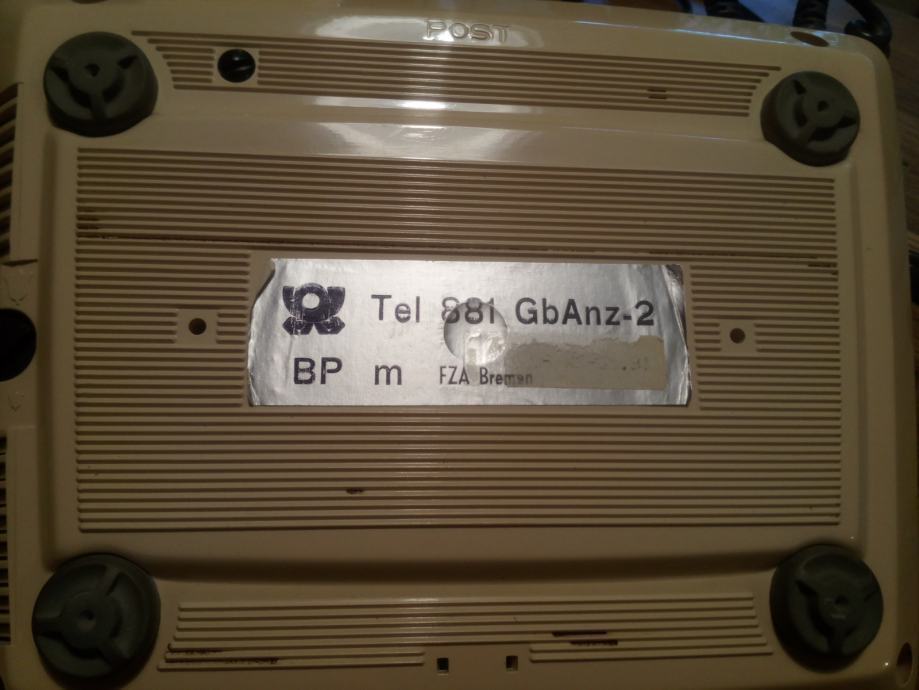 POST
Tel 881 GbAnz-2
BP m FZA Bremen